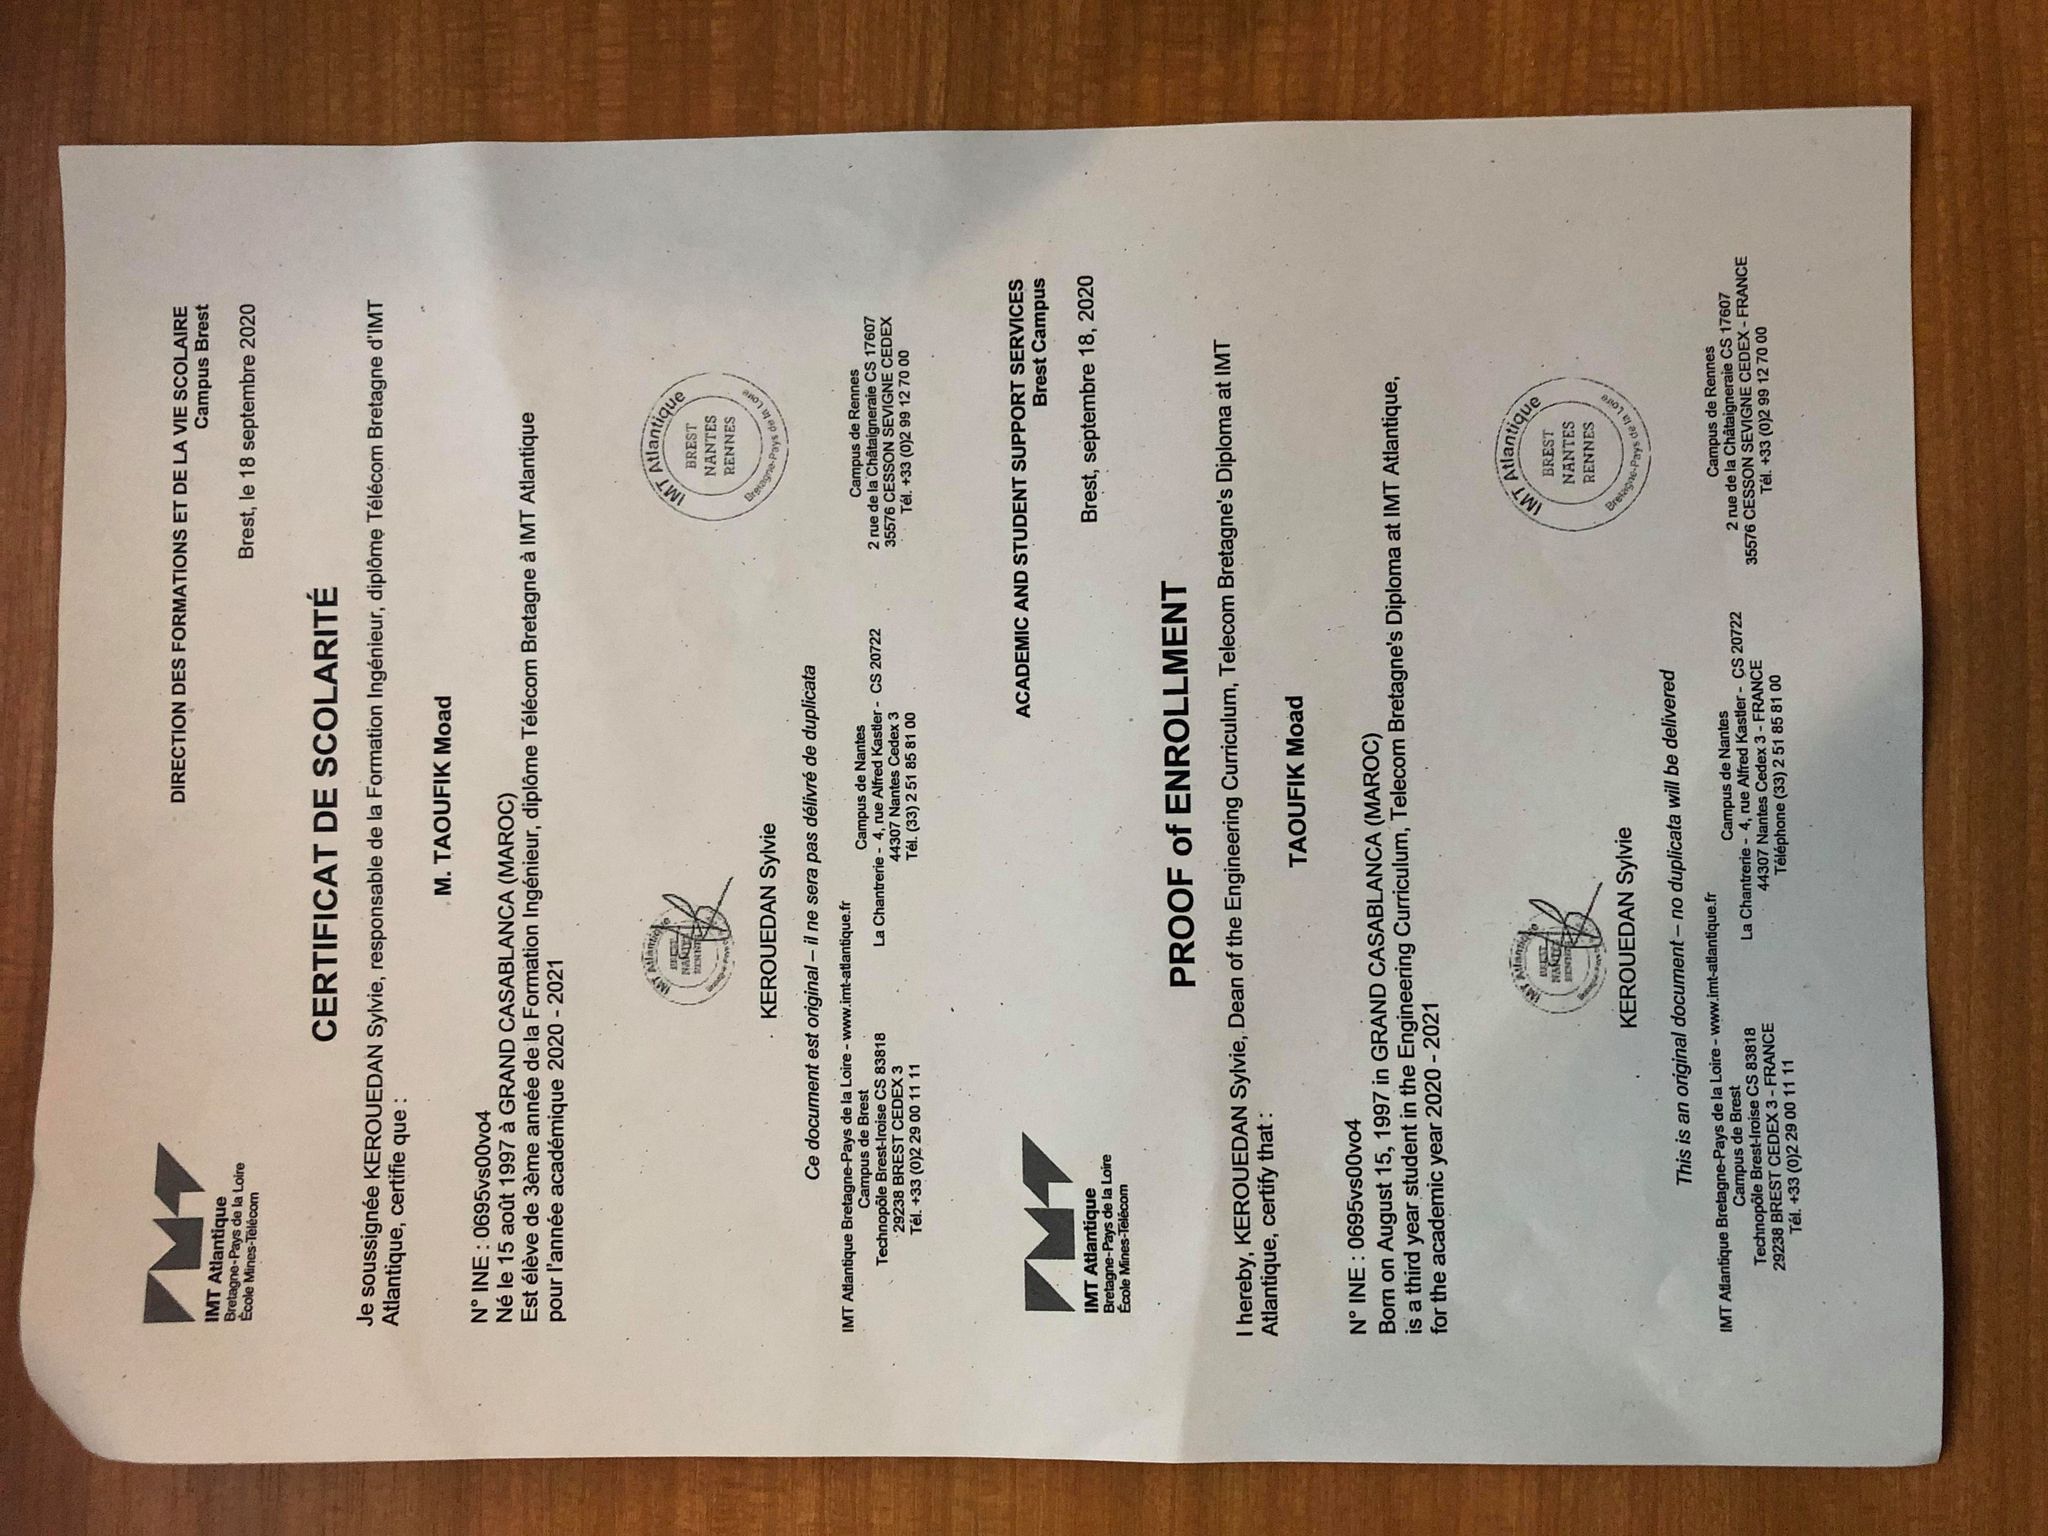 IMT Atlantique
Bretagne-Pays de la Loire
École Mines-Télécom
DIRECTION DES FORMATIONS ET DE LA VIE SCOLAIRE
Campus Brest
Brest, le 18 septembre 2020
CERTIFICAT DE SCOLARITÉ
Je soussignée KEROUEDAN Sylvie, responsable de la Formation Ingénieur, diplôme Télécom Bretagne d'IMT
Atlantique, certifie que :
M. TAOUFIK Moad
N° INE : 0695vs00vo4
Né le 15 août 1997 à GRAND CASABLANCA (MAROC)
Est élève de 3ème année de la Formation Ingénieur, diplôme Télécom Bretagne à IMT Atlantique
pour l'année académique 2020 - 2021
IMT Atlantique
BREST
NANTES
RENNES
IMT Atlantique
BREST
NANTES
RENNES
Bretagne-Pays de la Loire
KEROUEDAN Sylvie
Ce document est original – il ne sera pas délivré de duplicata
IMT Atlantique Bretagne-Pays de la Loire - www.imt-atlantique.fr
Campus de Brest
Technopôle Brest-Iroise CS 83818
29238 BREST CEDEX 3
Tél. +33 (0)2 29 00 11 11
Campus de Nantes
La Chantrerie - 4, rue Alfred Kastler - CS 20722
44307 Nantes Cedex 3
Tél. (33) 2 51 85 81 00
Campus de Rennes
2 rue de la Châtaigneraie CS 17607
35576 CESSON SEVIGNE CEDEX
Tél. +33 (0)2 99 12 70 00
IMT Atlantique
Bretagne-Pays de la Loire
École Mines-Télécom
ACADEMIC AND STUDENT SUPPORT SERVICES
Brest Campus
Brest, septembre 18, 2020
PROOF of ENROLLMENT
I hereby, KEROUEDAN Sylvie, Dean of the Engineering Curriculum, Telecom Bretagne's Diploma at IMT
Atlantique, certify that :
TAOUFIK Moad
N° INE : 0695vs00vo4
Born on August 15, 1997 in GRAND CASABLANCA (MAROC)
is a third year student in the Engineering Curriculum, Telecom Bretagne's Diploma at IMT Atlantique,
for the academic year 2020 - 2021
IMT Atlantique
BREST
NANTES
RENNES
IMT Atlantique
BREST
NANTES
RENNES
Bretagne-Pays de la Loire
KEROUEDAN Sylvie
This is an original document – no duplicata will be delivered
IMT Atlantique Bretagne-Pays de la Loire - www.imt-atlantique.fr
Campus de Brest
Technopôle Brest-Iroise CS 83818
29238 BREST CEDEX 3 - FRANCE
Tél. +33 (0)2 29 00 11 11
Campus de Nantes
La Chantrerie - 4, rue Alfred Kastler - CS 20722
44307 Nantes Cedex 3 - FRANCE
Téléphone (33) 2 51 85 81 00
Campus de Rennes
2 rue de la Châtaigneraie CS 17607
35576 CESSON SEVIGNE CEDEX - FRANCE
Tél. +33 (0)2 99 12 70 00